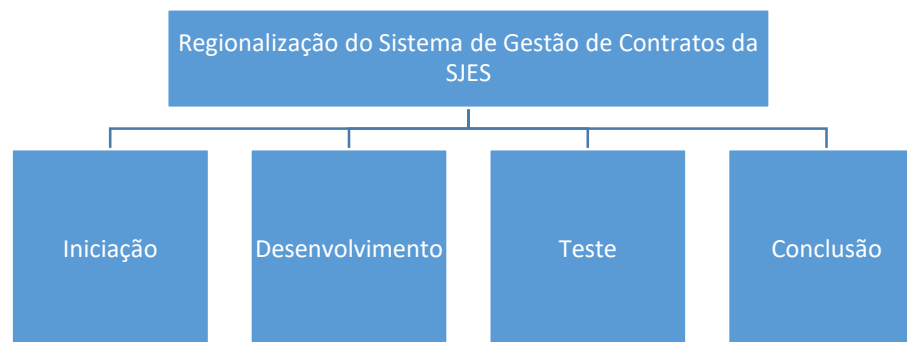 Regionalização do Sistema de Gestão de Contratos da
SJES
Iniciação
Desenvolvimento
Teste
Conclusão